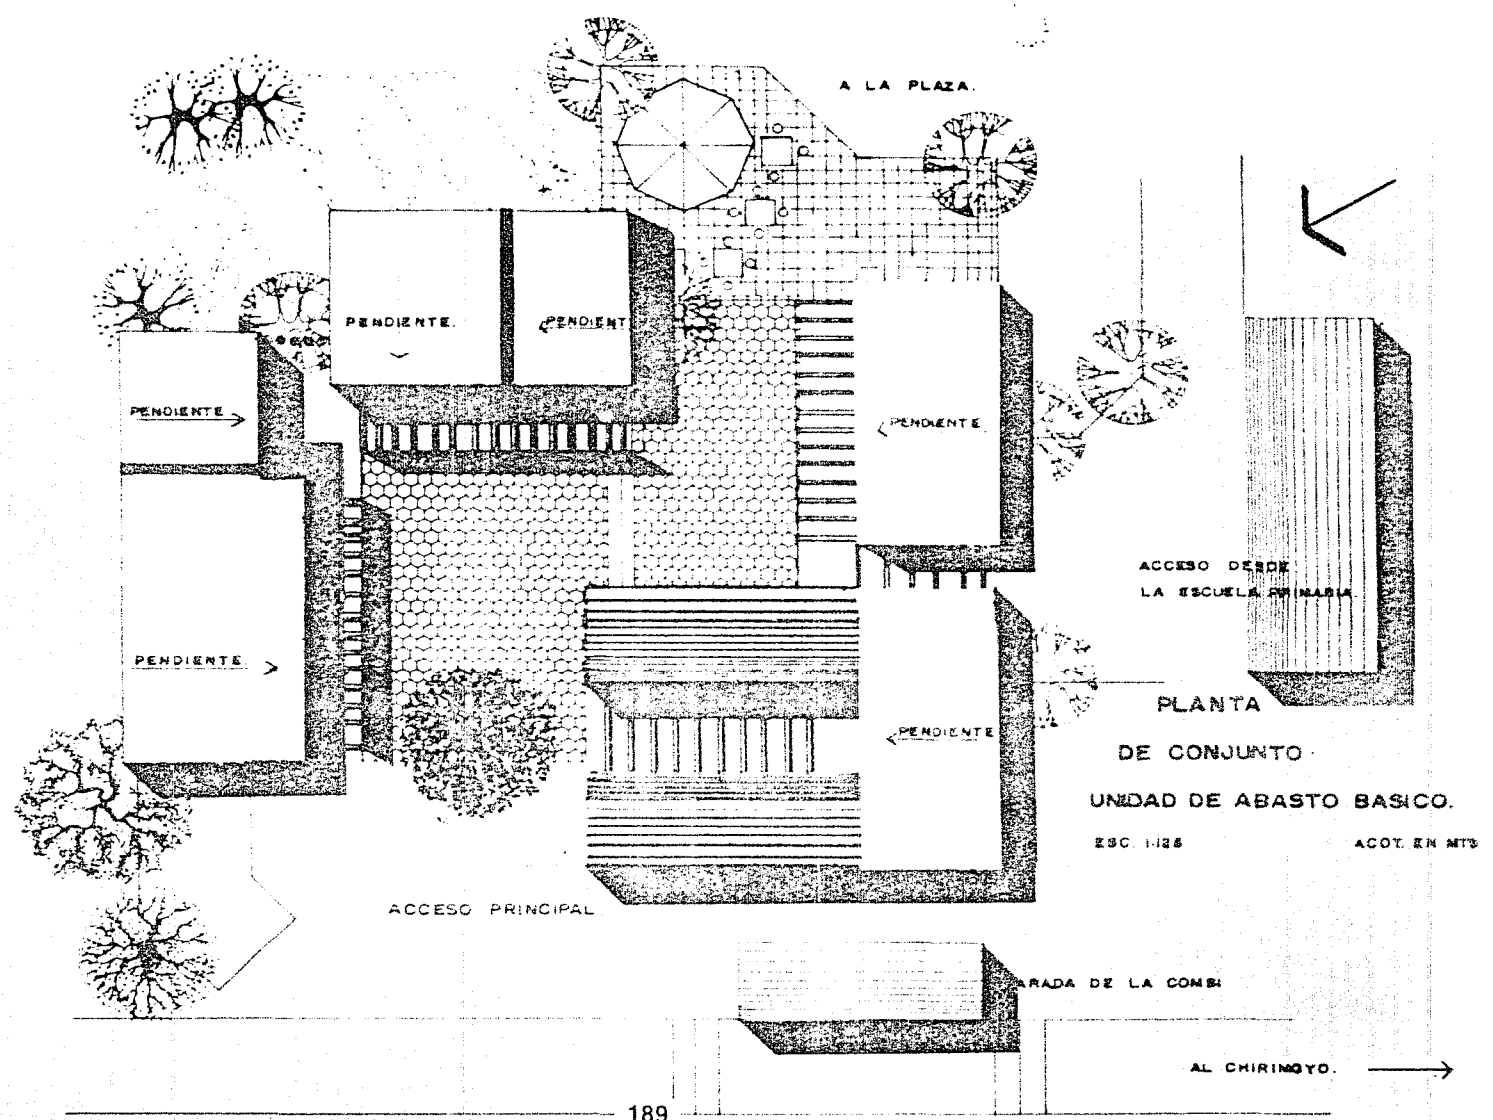 A LA PLAZA.
PENDIENTE.
PENDIENT
PENDIENTE
PENDIENTE
ACCESO DESDE
LA ESCUELA PRIMARIA.
PENDIENTE.
PENDIENTE
PLANTA
DE CONJUNTO
UNIDAD DE ABASTO BASICO.
ESC. 1:125
ACOT. EN MTS
ACCESO PRINCIPAL.
ARADA DE LA COMBI
AL CHIRIMOYO.
189